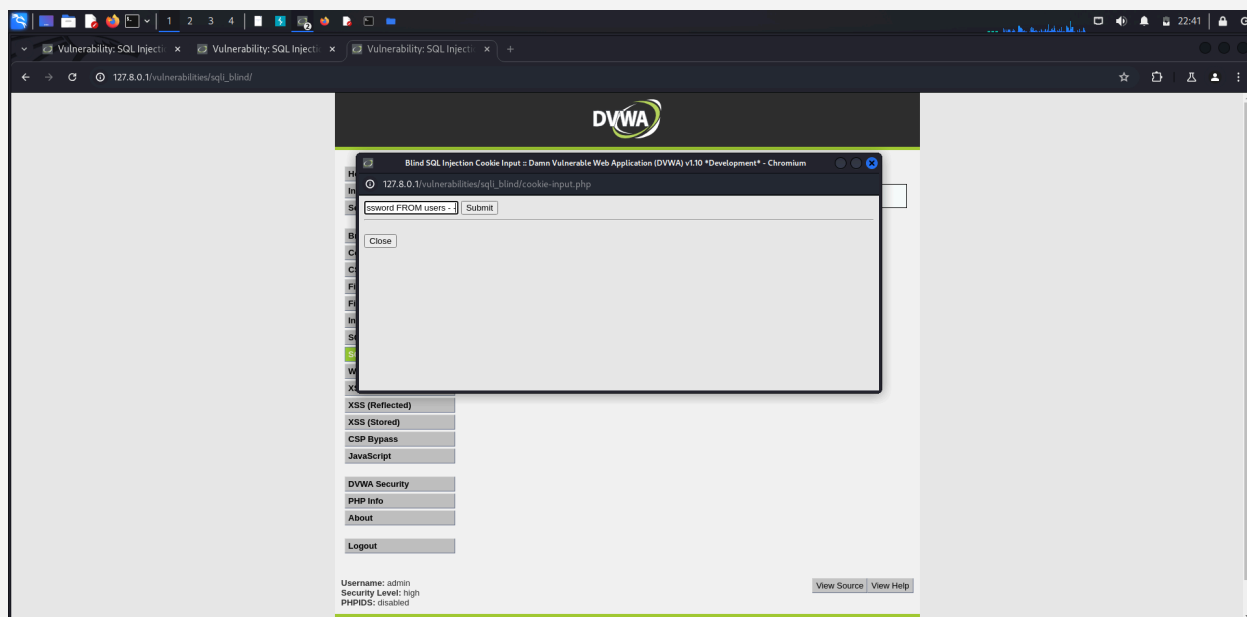 1 2 3 4
22:41
Vulnerability: SQL Injecti
Vulnerability: SQL Injecti
Vulnerability: SQL Injecti
127.8.0.1/vulnerabilities/sqli_blind/
DVWA
Blind SQL Injection Cookie Input :: Damn Vulnerable Web Application (DVWA) v1.10 *Development* - Chromium
127.8.0.1/vulnerabilities/sqli_blind/cookie-input.php
ssword FROM users - -
Submit
Close
XSS (Reflected)
XSS (Stored)
CSP Bypass
JavaScript
DVWA Security
PHP Info
About
Logout
Username: admin
Security Level: high
PHPIDS: disabled
View Source View Help